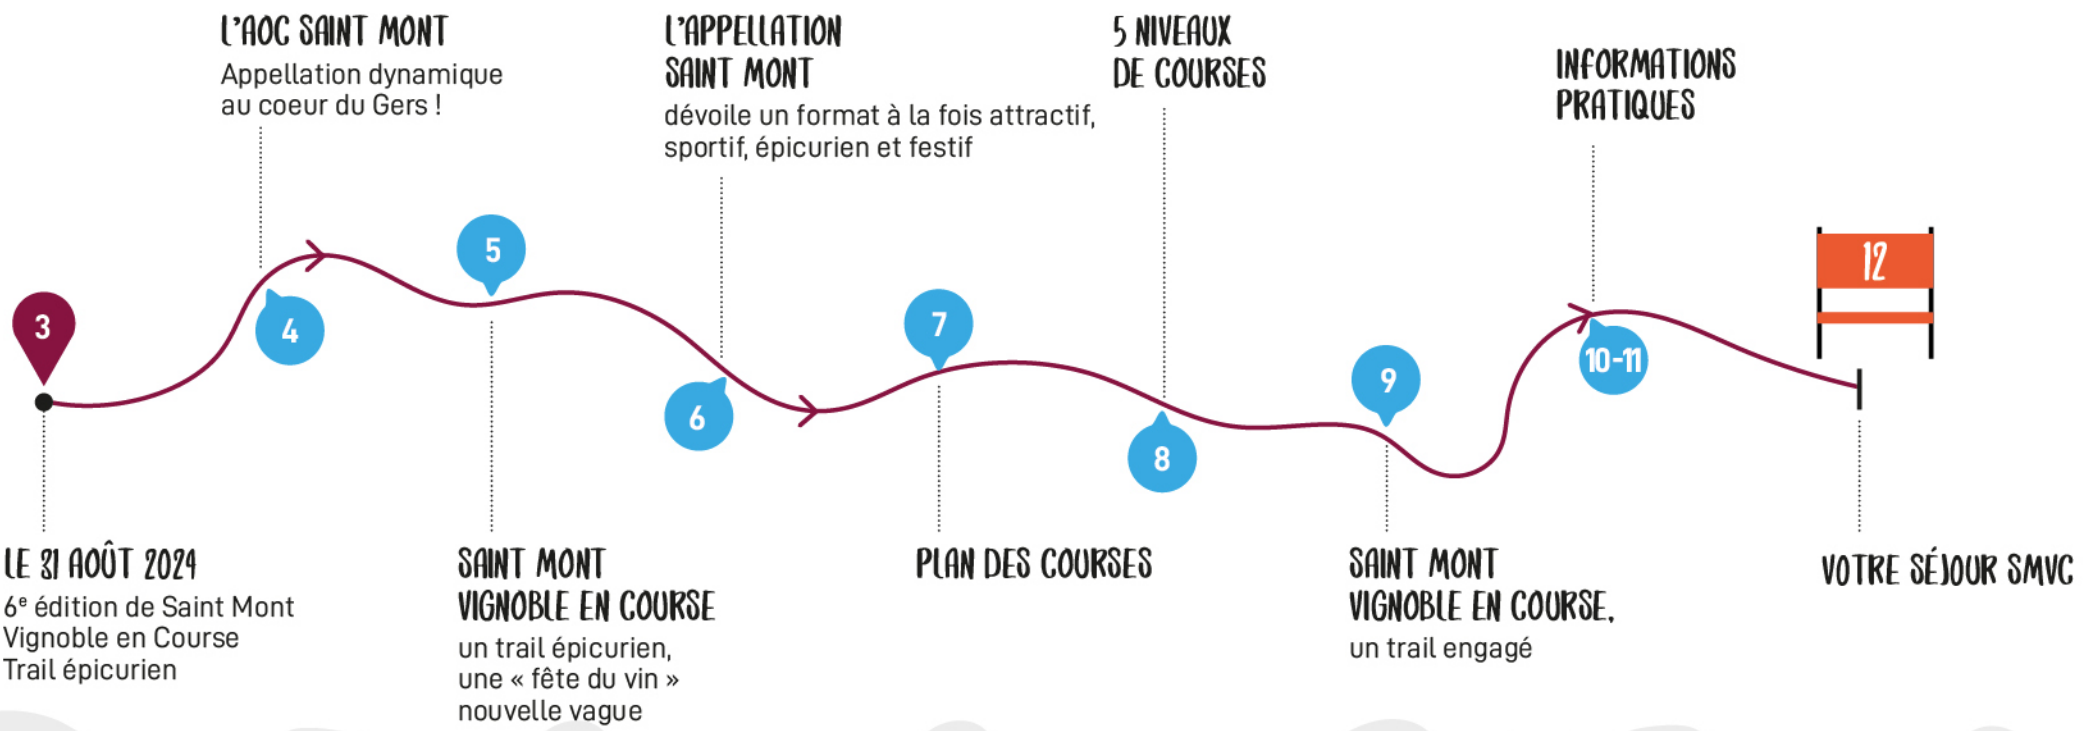 L'AOC SAINT MONT
Appellation dynamique
au coeur du Gers !
L'APPELLATION
SAINT MONT
dévoile un format à la fois attractif,
sportif, épicurien et festif
5 NIVEAUX
DE COURSES
INFORMATIONS
PRATIQUES
3
4
5
6
7
8
9
10-11
12
LE 31 AOÛT 2024
6e édition de Saint Mont
Vignoble en Course
Trail épicurien
SAINT MONT
VIGNOBLE EN COURSE
un trail épicurien,
une « fête du vin »
nouvelle vague
PLAN DES COURSES
SAINT MONT
VIGNOBLE EN COURSE,
un trail engagé
VOTRE SÉJOUR SMVC